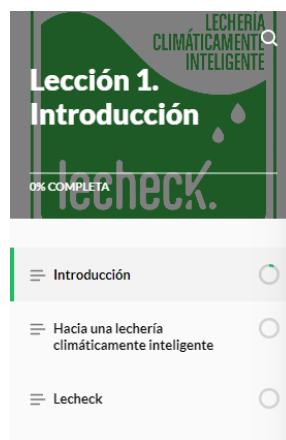 LECHERÍA
CLIMÁTICAMENTE
INTELIGENTE
Lección 1.
Introducción
lecheck.
0% COMPLETA
Introducción
Hacia una lechería
climáticamente inteligente
Lecheck